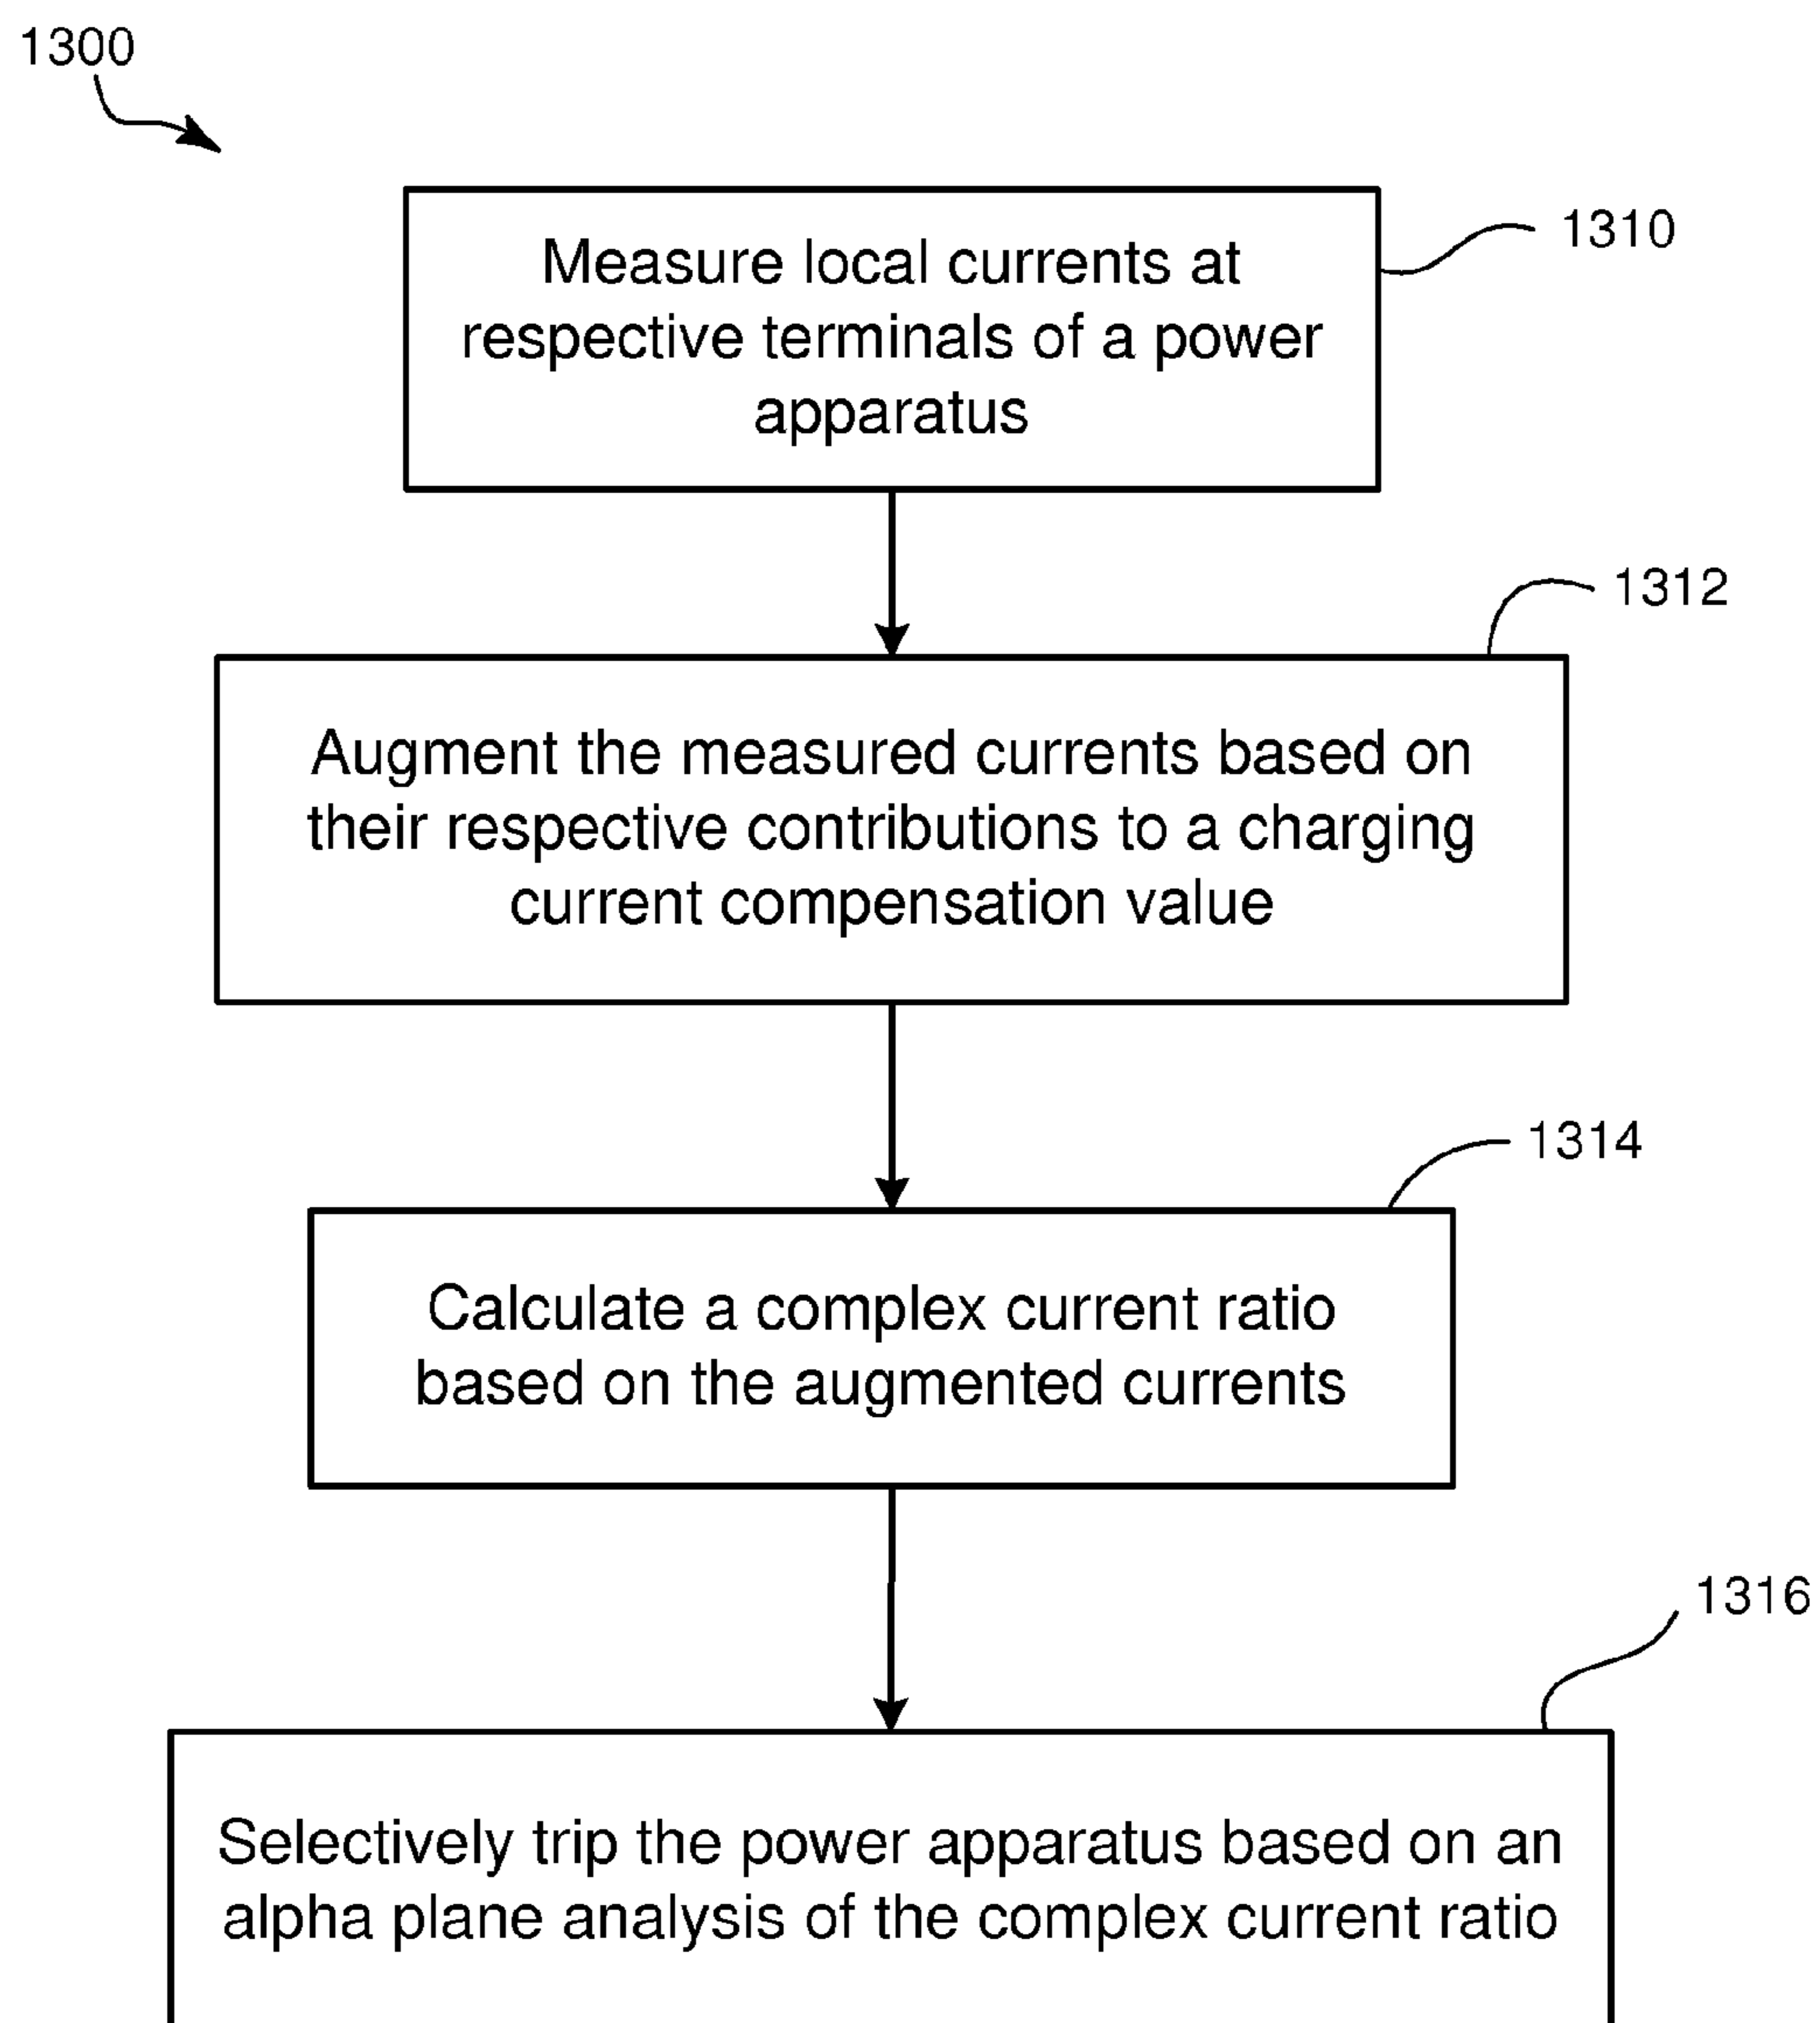 1300
1310
Measure local currents at
respective terminals of a power
apparatus
1312
Augment the measured currents based on
their respective contributions to a charging
current compensation value
1314
Calculate a complex current ratio
based on the augmented currents
1316
Selectively trip the power apparatus based on an
alpha plane analysis of the complex current ratio